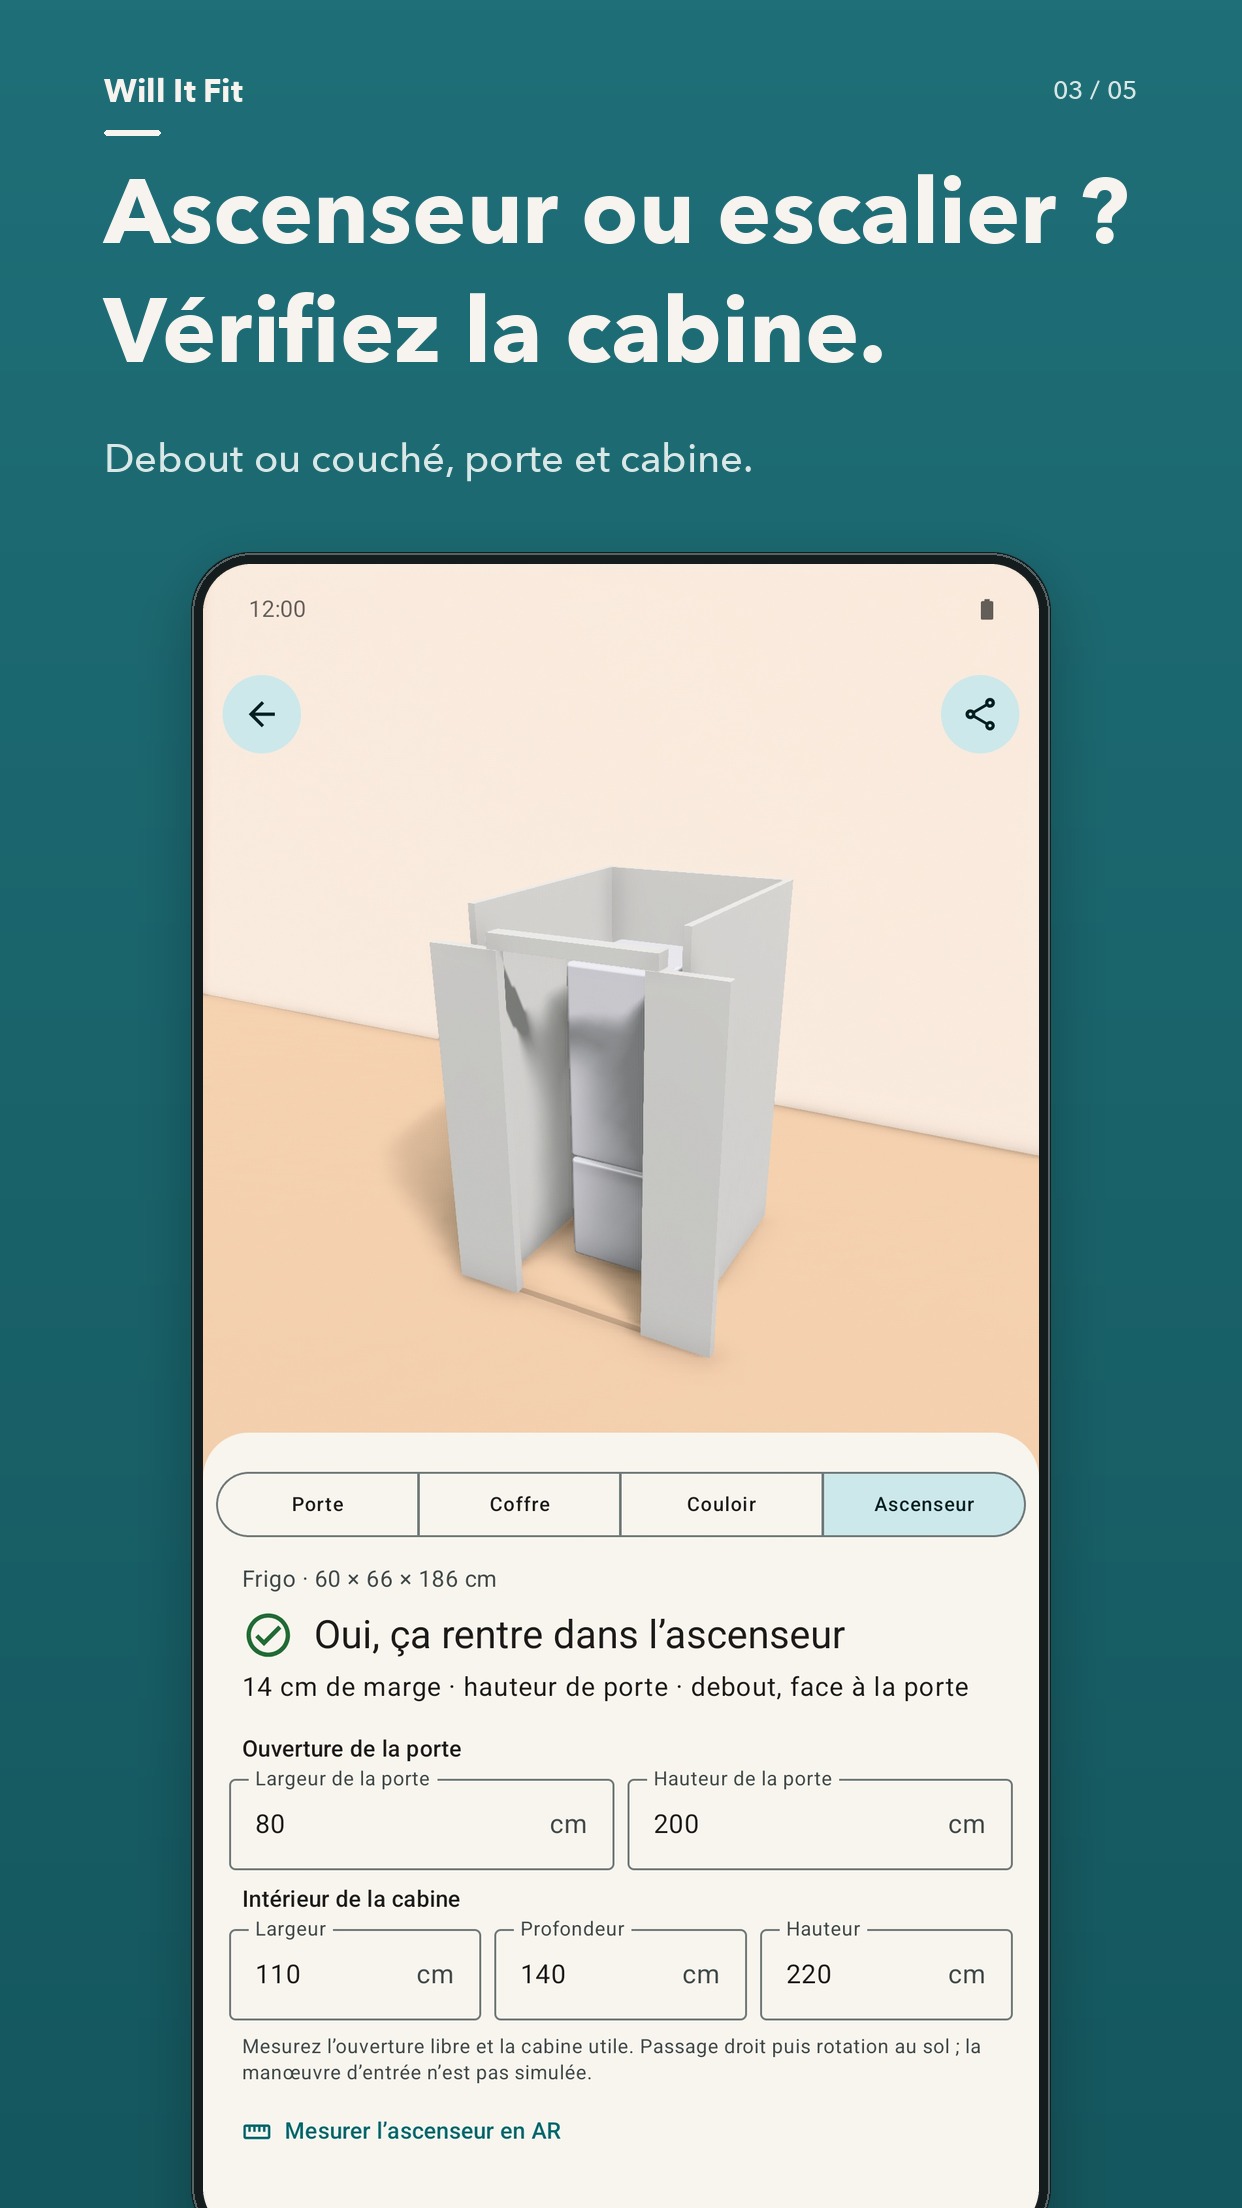 Will It Fit
03 / 05
Ascenseur ou escalier ?
Vérifiez la cabine.
Debout ou couché, porte et cabine.
12:00
Porte
Coffre
Couloir
Ascenseur
Frigo · 60 × 66 × 186 cm
Oui, ça rentre dans l’ascenseur
14 cm de marge · hauteur de porte · debout, face à la porte
Ouverture de la porte
Largeur de la porte
Hauteur de la porte
80 cm
200 cm
Intérieur de la cabine
Largeur
Profondeur
Hauteur
110 cm
140 cm
220 cm
Mesurez l’ouverture libre et la cabine utile. Passage droit puis rotation au sol ; la
manœuvre d’entrée n’est pas simulée.
Mesurer l’ascenseur en AR